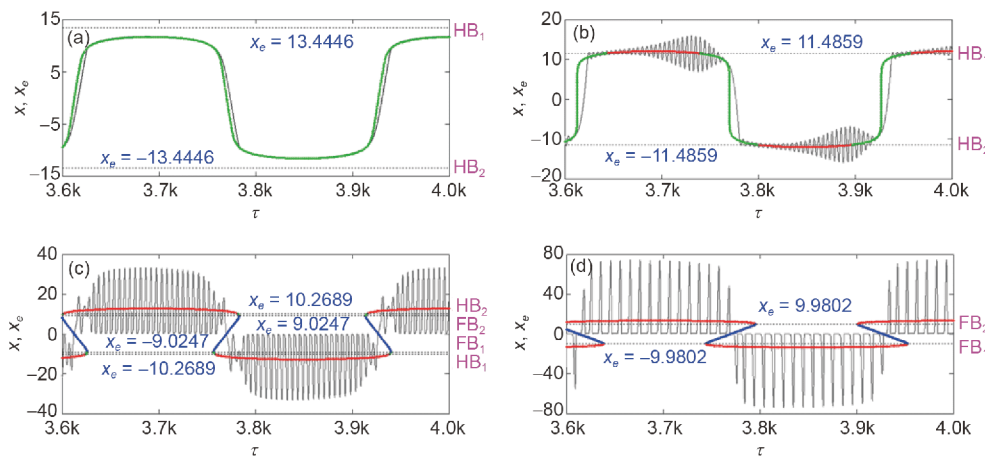 (a)
15
5
−5
−15
x, xₑ
xₑ = 13.4446
xₑ = −13.4446
HB₁
HB₂
3.6k 3.7k 3.8k 3.9k 4.0k
τ
(b)
20
10
0
−10
−20
x, xₑ
xₑ = 11.4859
xₑ = −11.4859
HB
HB
3.6k 3.7k 3.8k 3.9k 4.0k
τ
(c)
40
20
0
−20
−40
x, xₑ
xₑ = 10.2689
xₑ = 9.0247
xₑ = −9.0247
xₑ = −10.2689
HB₂
FB₂
FB₁
HB₁
3.6k 3.7k 3.8k 3.9k 4.0k
τ
(d)
80
40
0
−40
−80
x, xₑ
xₑ = 9.9802
xₑ = −9.9802
FB
FB
3.6k 3.7k 3.8k 3.9k 4.0k
τ